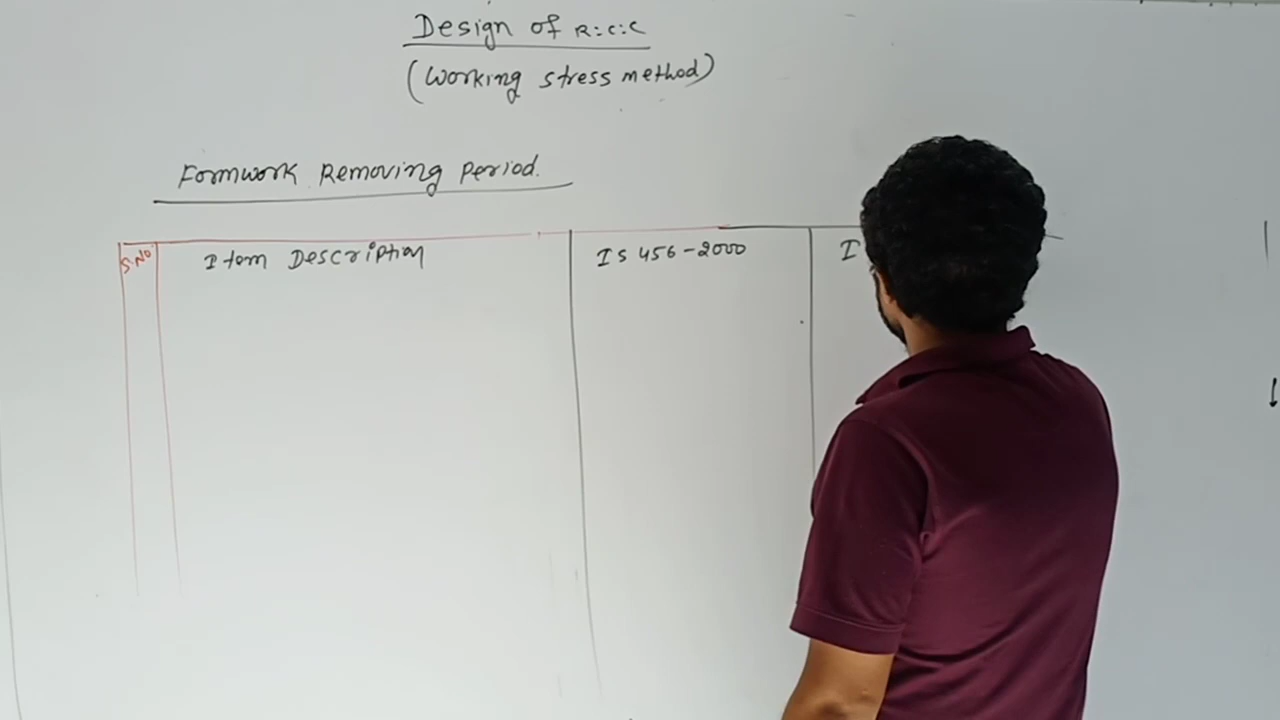 Design of R:C:C
(Working stress method)
Formwork Removing Period.
S.NO
Item Description
IS 456-2000
I